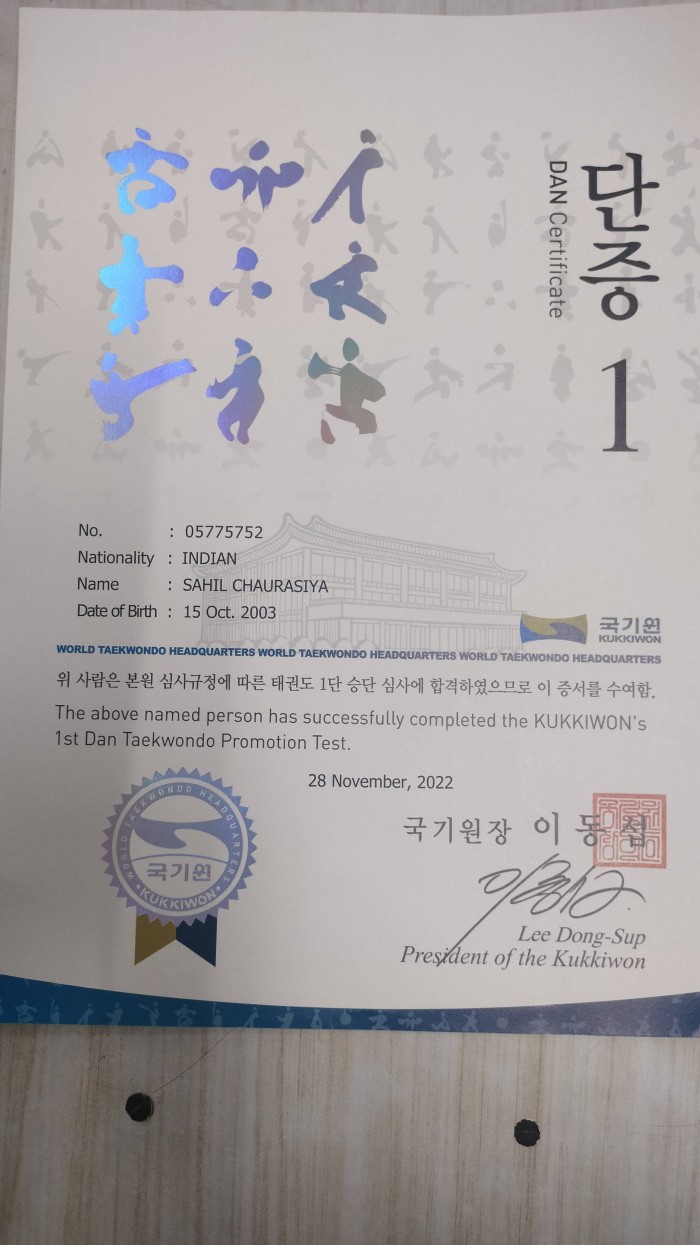 단증
DAN Certificate
1
No. : 05775752
Nationality : INDIAN
Name : SAHIL CHAURASIYA
Date of Birth : 15 Oct. 2003
국기원
KUKKIWON
WORLD TAEKWONDO HEADQUARTERS WORLD TAEKWONDO HEADQUARTERS WORLD TAEKWONDO HEADQUARTERS
위 사람은 본원 심사규정에 따른 태권도 1단 승단 심사에 합격하였으므로 이 증서를 수여함.
The above named person has successfully completed the KUKKIWON's
1st Dan Taekwondo Promotion Test.
28 November, 2022
국기원장 이 동 섭
Lee Dong-Sup
President of the Kukkiwon
WORLD TAEKWONDO HEADQUARTERS
국기원
KUKKIWON